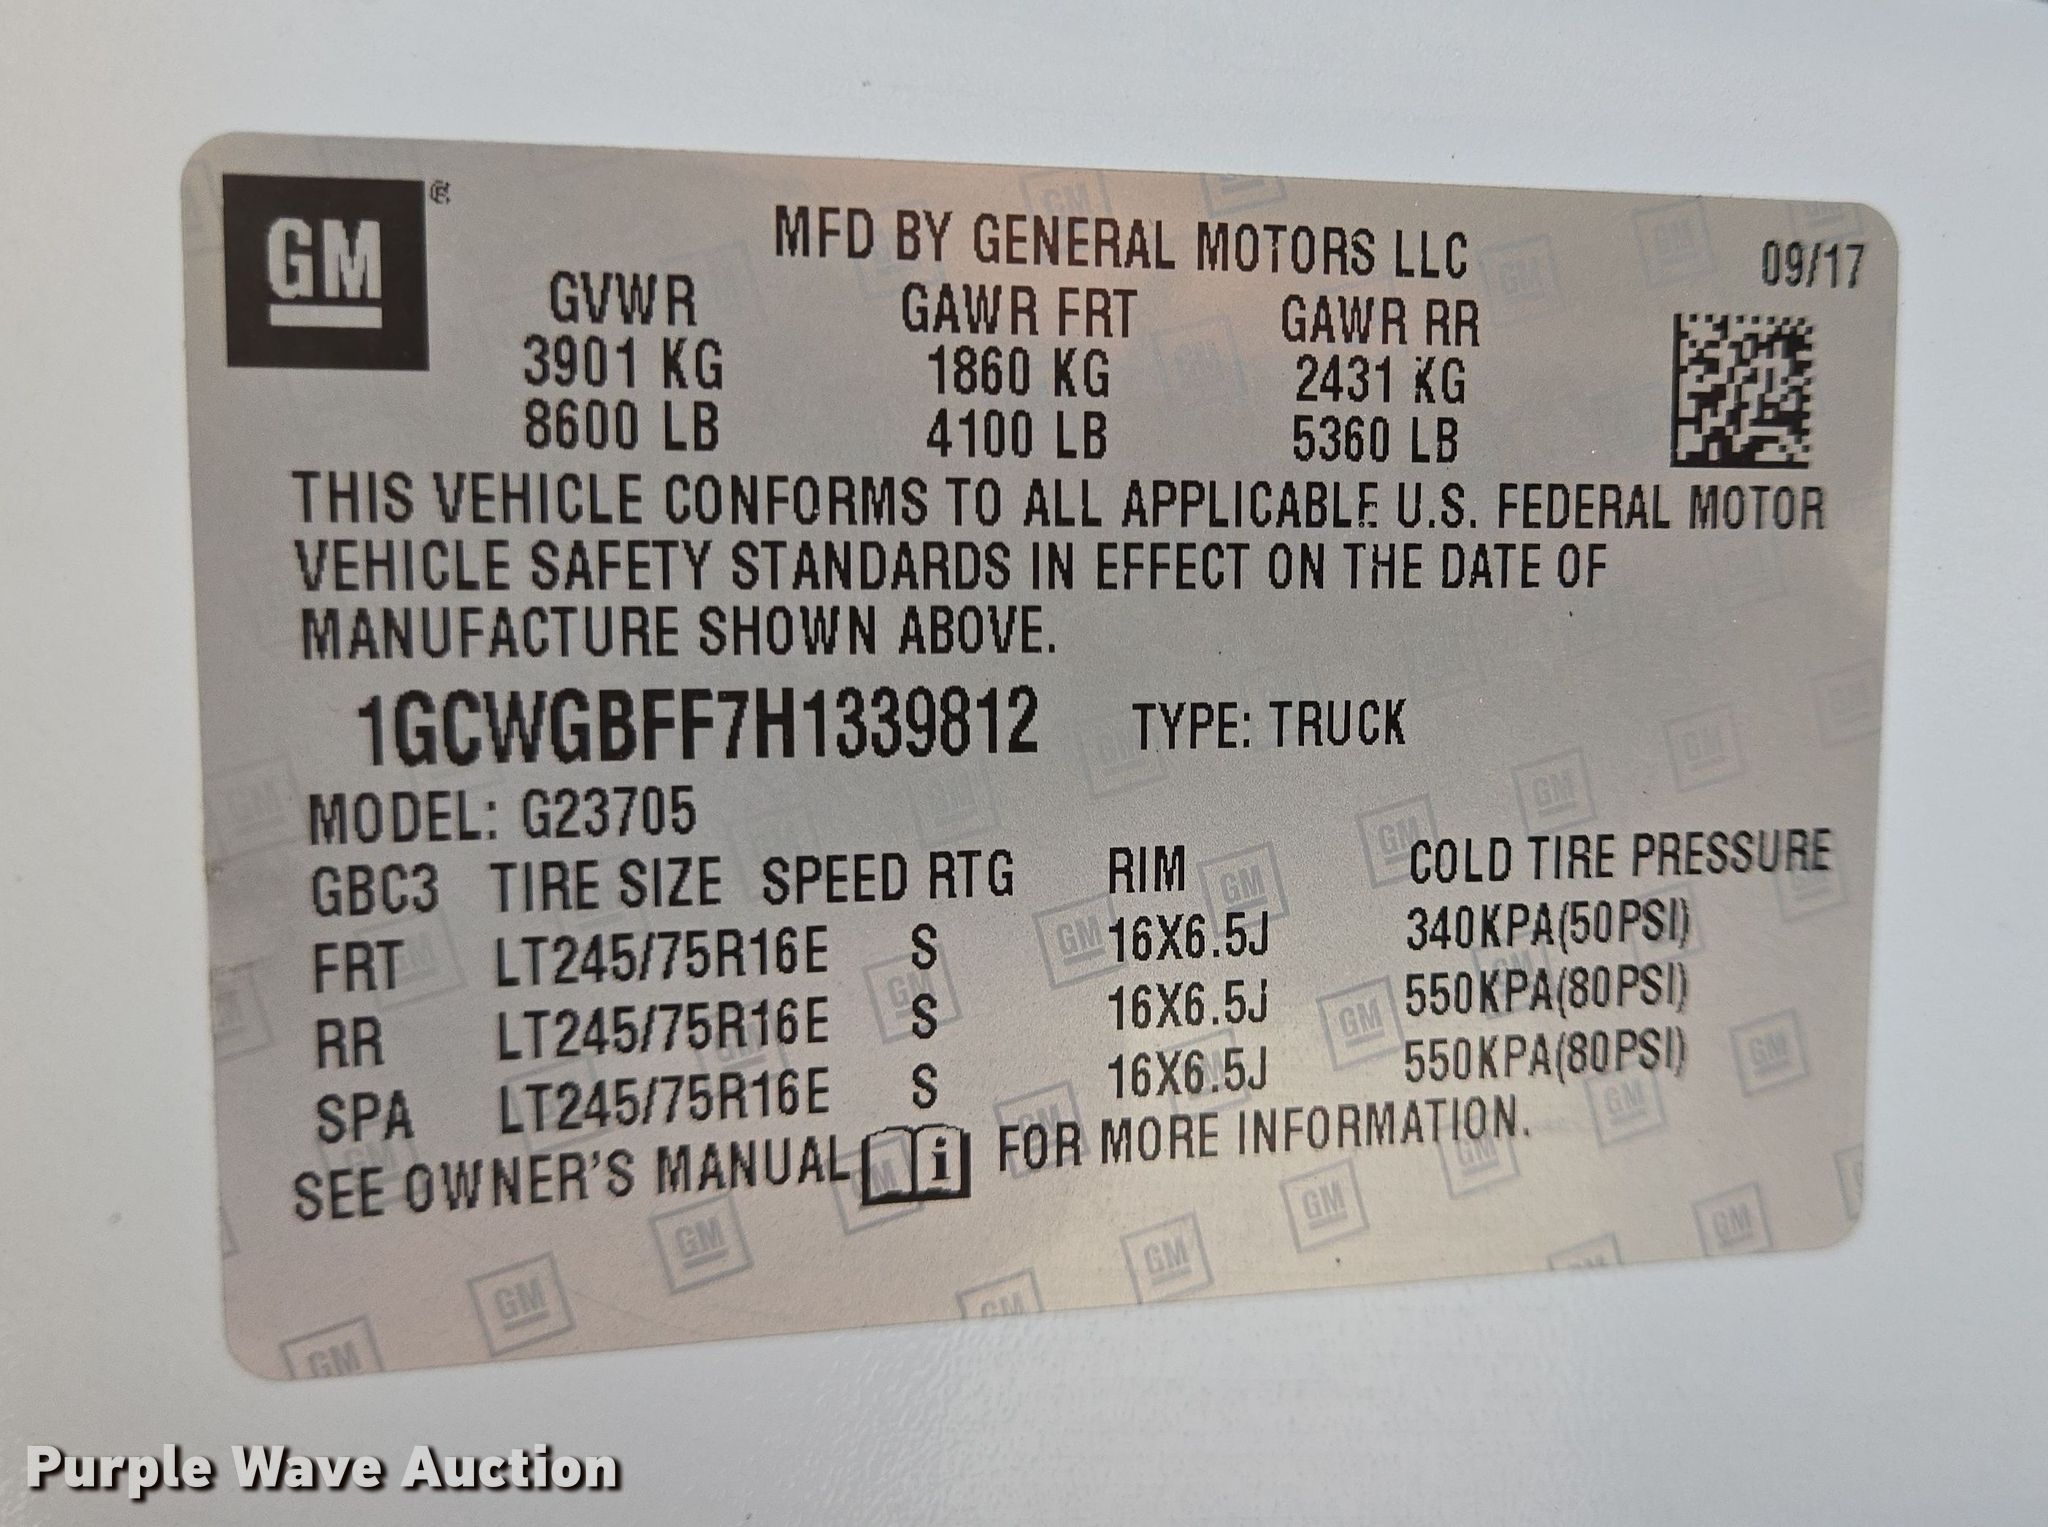 GM ®
MFD BY GENERAL MOTORS LLC
09/17
GVWR GAWR FRT GAWR RR
3901 KG 1860 KG 2431 KG
8600 LB 4100 LB 5360 LB
THIS VEHICLE CONFORMS TO ALL APPLICABLE U.S. FEDERAL MOTOR
VEHICLE SAFETY STANDARDS IN EFFECT ON THE DATE OF
MANUFACTURE SHOWN ABOVE.
1GCWGBFF7H1339812 TYPE: TRUCK
MODEL: G23705
GBC3 TIRE SIZE SPEED RTG RIM COLD TIRE PRESSURE
FRT LT245/75R16E S 16X6.5J 340KPA(50PSI)
RR LT245/75R16E S 16X6.5J 550KPA(80PSI)
SPA LT245/75R16E S 16X6.5J 550KPA(80PSI)
SEE OWNER'S MANUAL i FOR MORE INFORMATION.
Purple Wave Auction